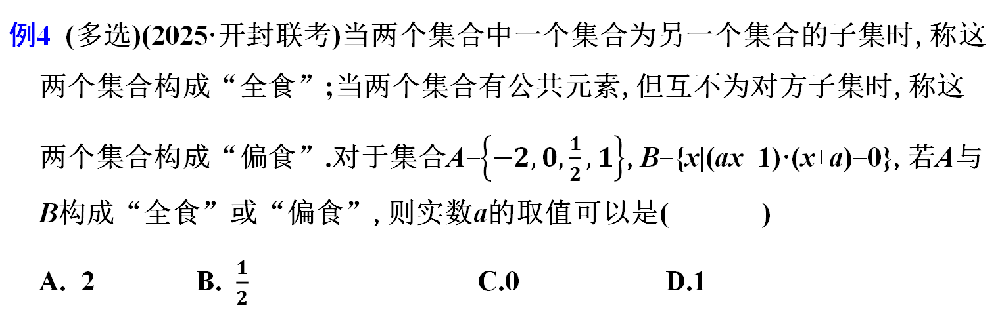 例4 (多选)(2025·开封联考)当两个集合中一个集合为另一个集合的子集时,称这
两个集合构成“全食”;当两个集合有公共元素,但互不为对方子集时,称这
两个集合构成“偏食”.对于集合A={−2,0,1/2,1},B={x|(ax−1)·(x+a)=0},若A与
B构成“全食”或“偏食”,则实数a的取值可以是( )
A.−2 B.−1/2 C.0 D.1